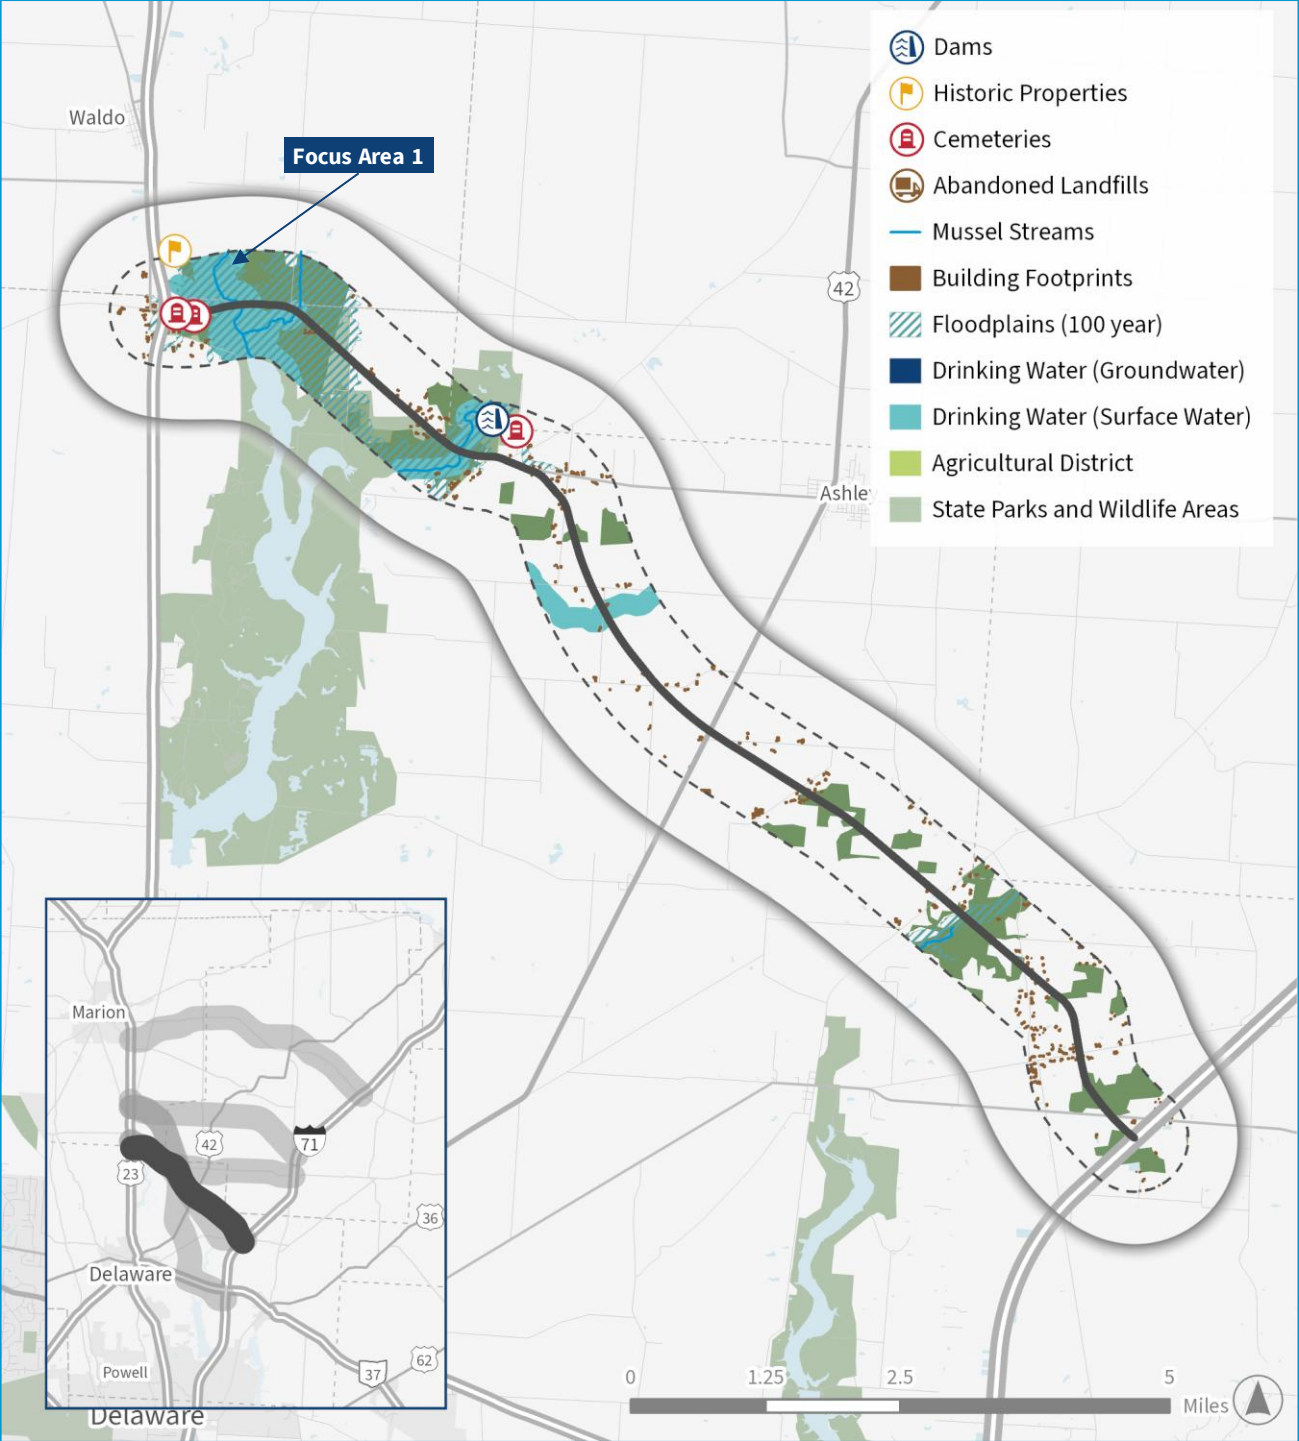 Dams
Historic Properties
Cemeteries
Abandoned Landfills
Mussel Streams
Building Footprints
Floodplains (100 year)
Drinking Water (Groundwater)
Drinking Water (Surface Water)
Agricultural District
State Parks and Wildlife Areas
Waldo
Focus Area 1
42
Ashley
Marion
42
71
23
36
Delaware
Powell
37
62
Delaware
0 1.25 2.5 5
Miles